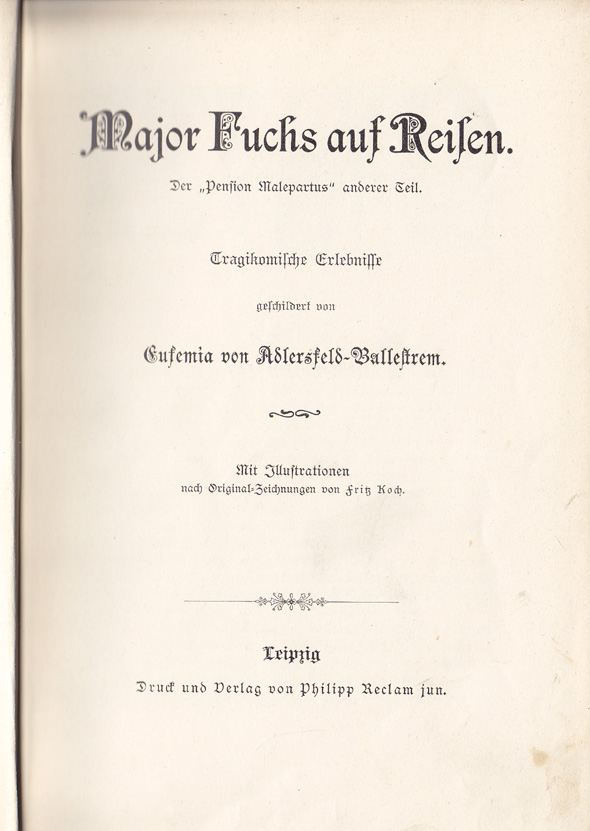 Major Fuchs auf Reisen.
Der „Pension Malepartus“ anderer Teil.
Tragikomische Erlebnisse
geschildert von
Eufemia von Adlersfeld-Ballestrem.
Mit Illustrationen
nach Original-Zeichnungen von Fritz Koch.
Leipzig
Druck und Verlag von Philipp Reclam jun.